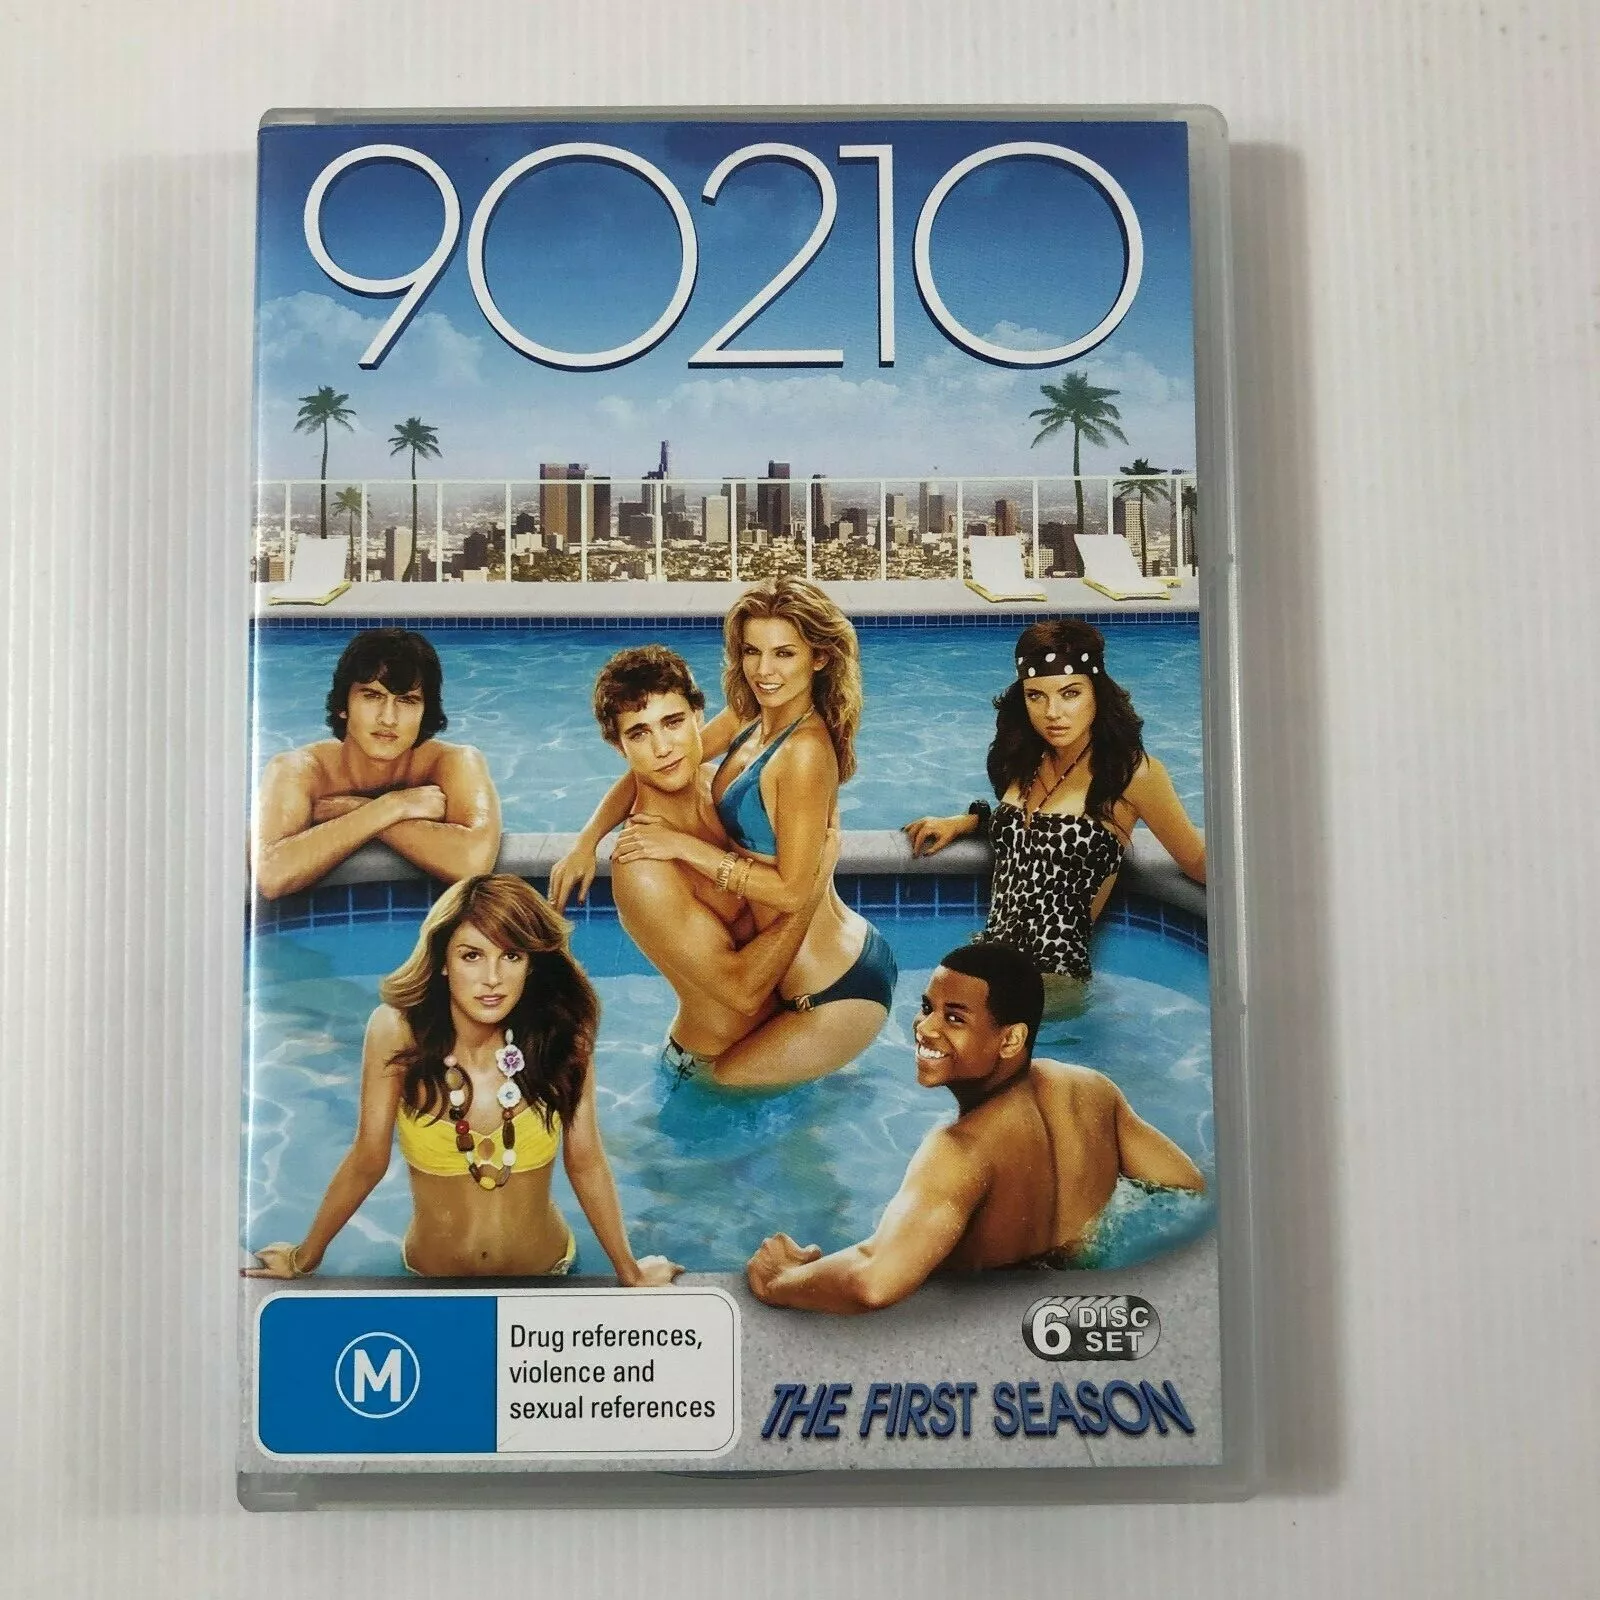 90210
6 DISC
SET
M
Drug references,
violence and
sexual references
THE FIRST SEASON